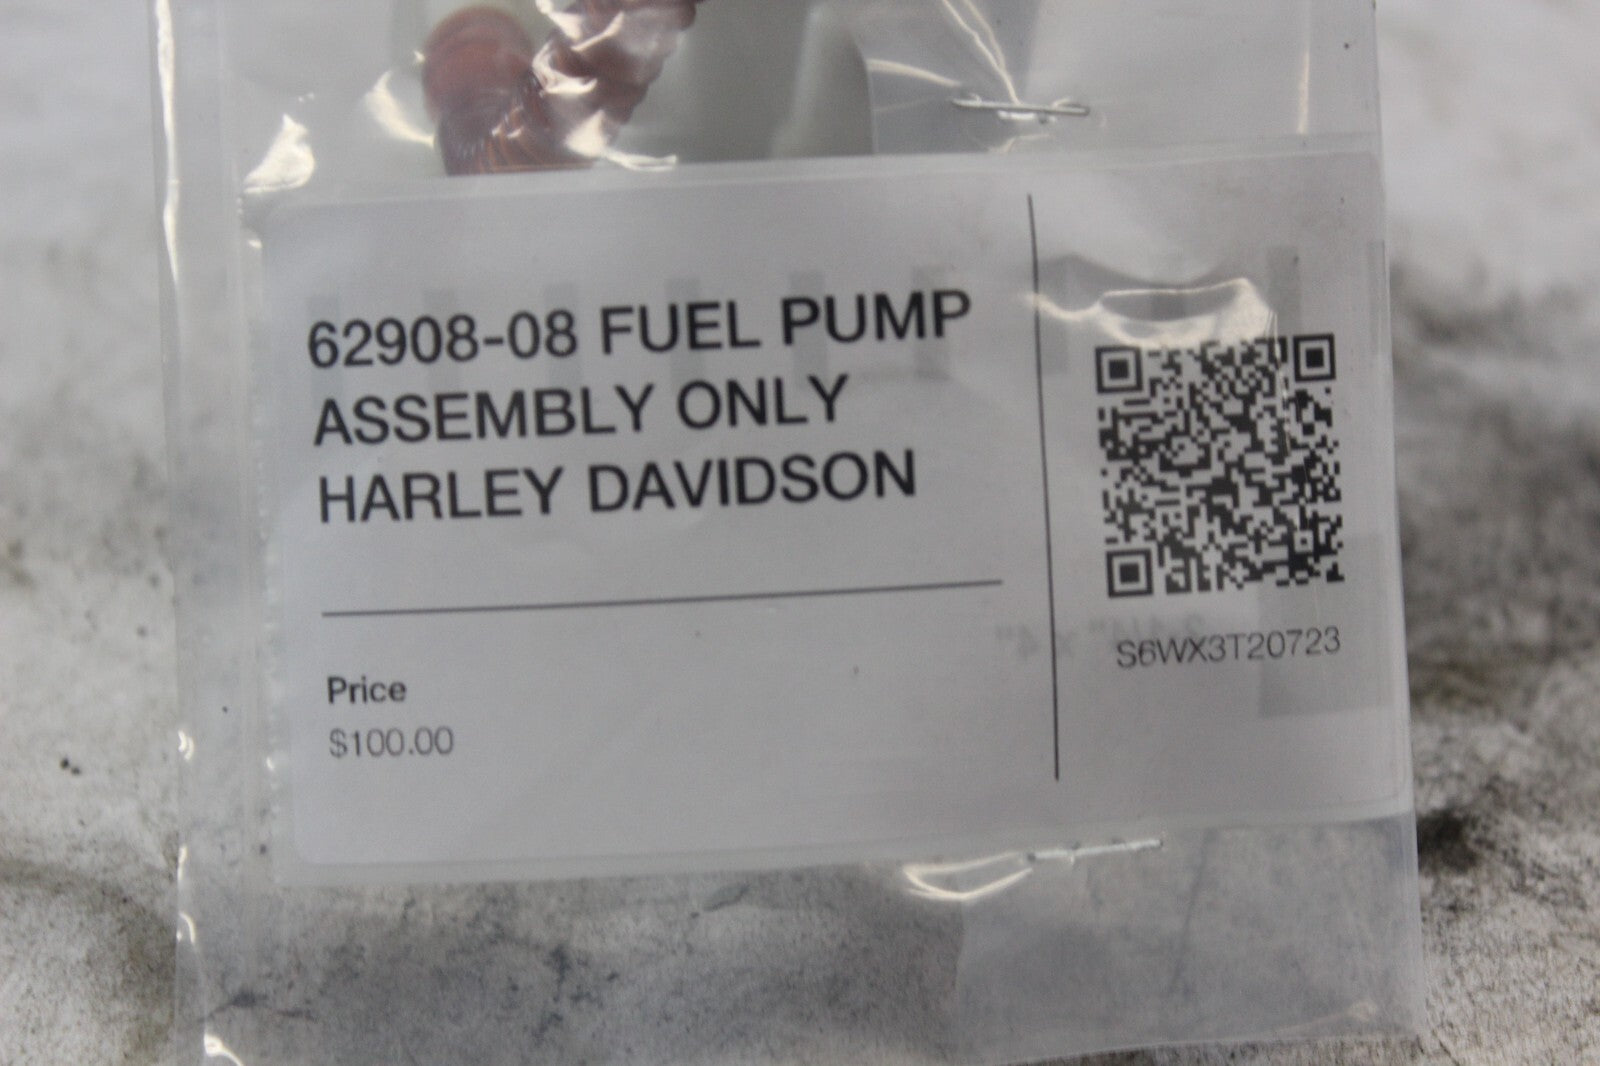 62908-08 FUEL PUMP
ASSEMBLY ONLY
HARLEY DAVIDSON
Price
$100.00
S6WX3T20723